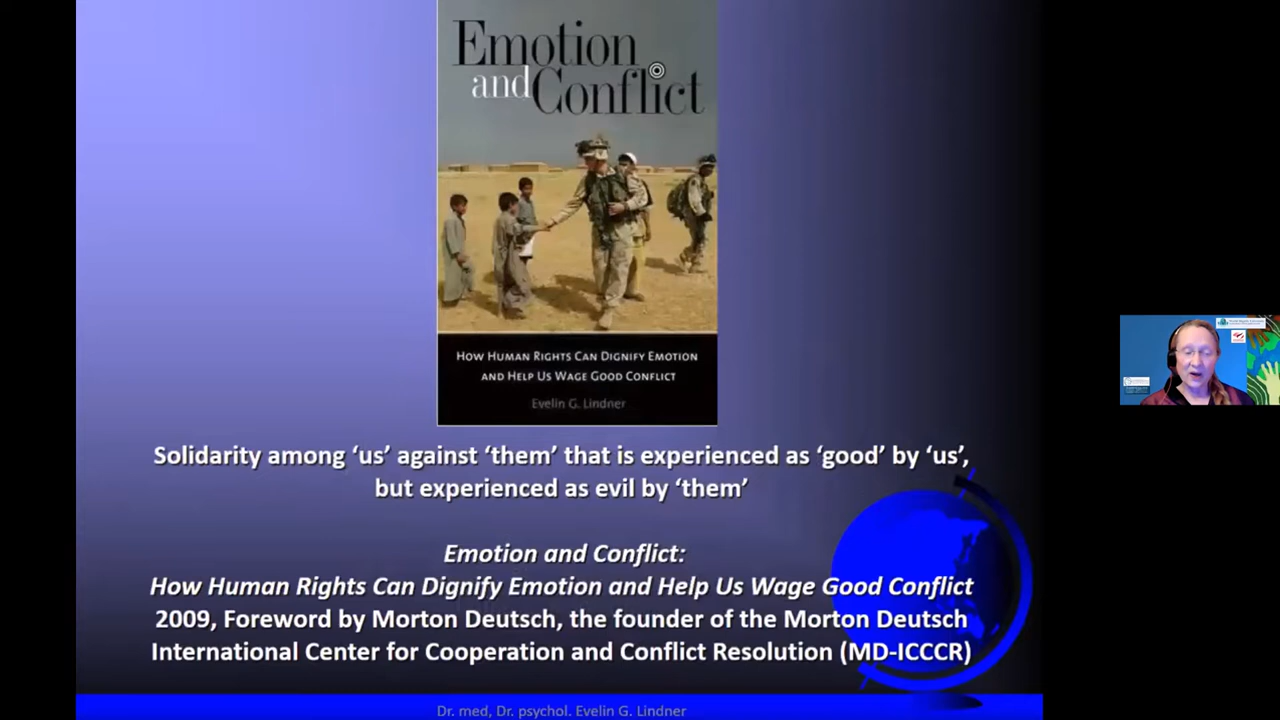 Emotion
and Conflict
HOW HUMAN RIGHTS CAN DIGNIFY EMOTION
AND HELP US WAGE GOOD CONFLICT
Evelin G. Lindner
Solidarity among ‘us’ against ‘them’ that is experienced as ‘good’ by ‘us’,
but experienced as evil by ‘them’
Emotion and Conflict:
How Human Rights Can Dignify Emotion and Help Us Wage Good Conflict
2009, Foreword by Morton Deutsch, the founder of the Morton Deutsch
International Center for Cooperation and Conflict Resolution (MD-ICCCR)
Dr. med, Dr. psychol. Evelin G. Lindner